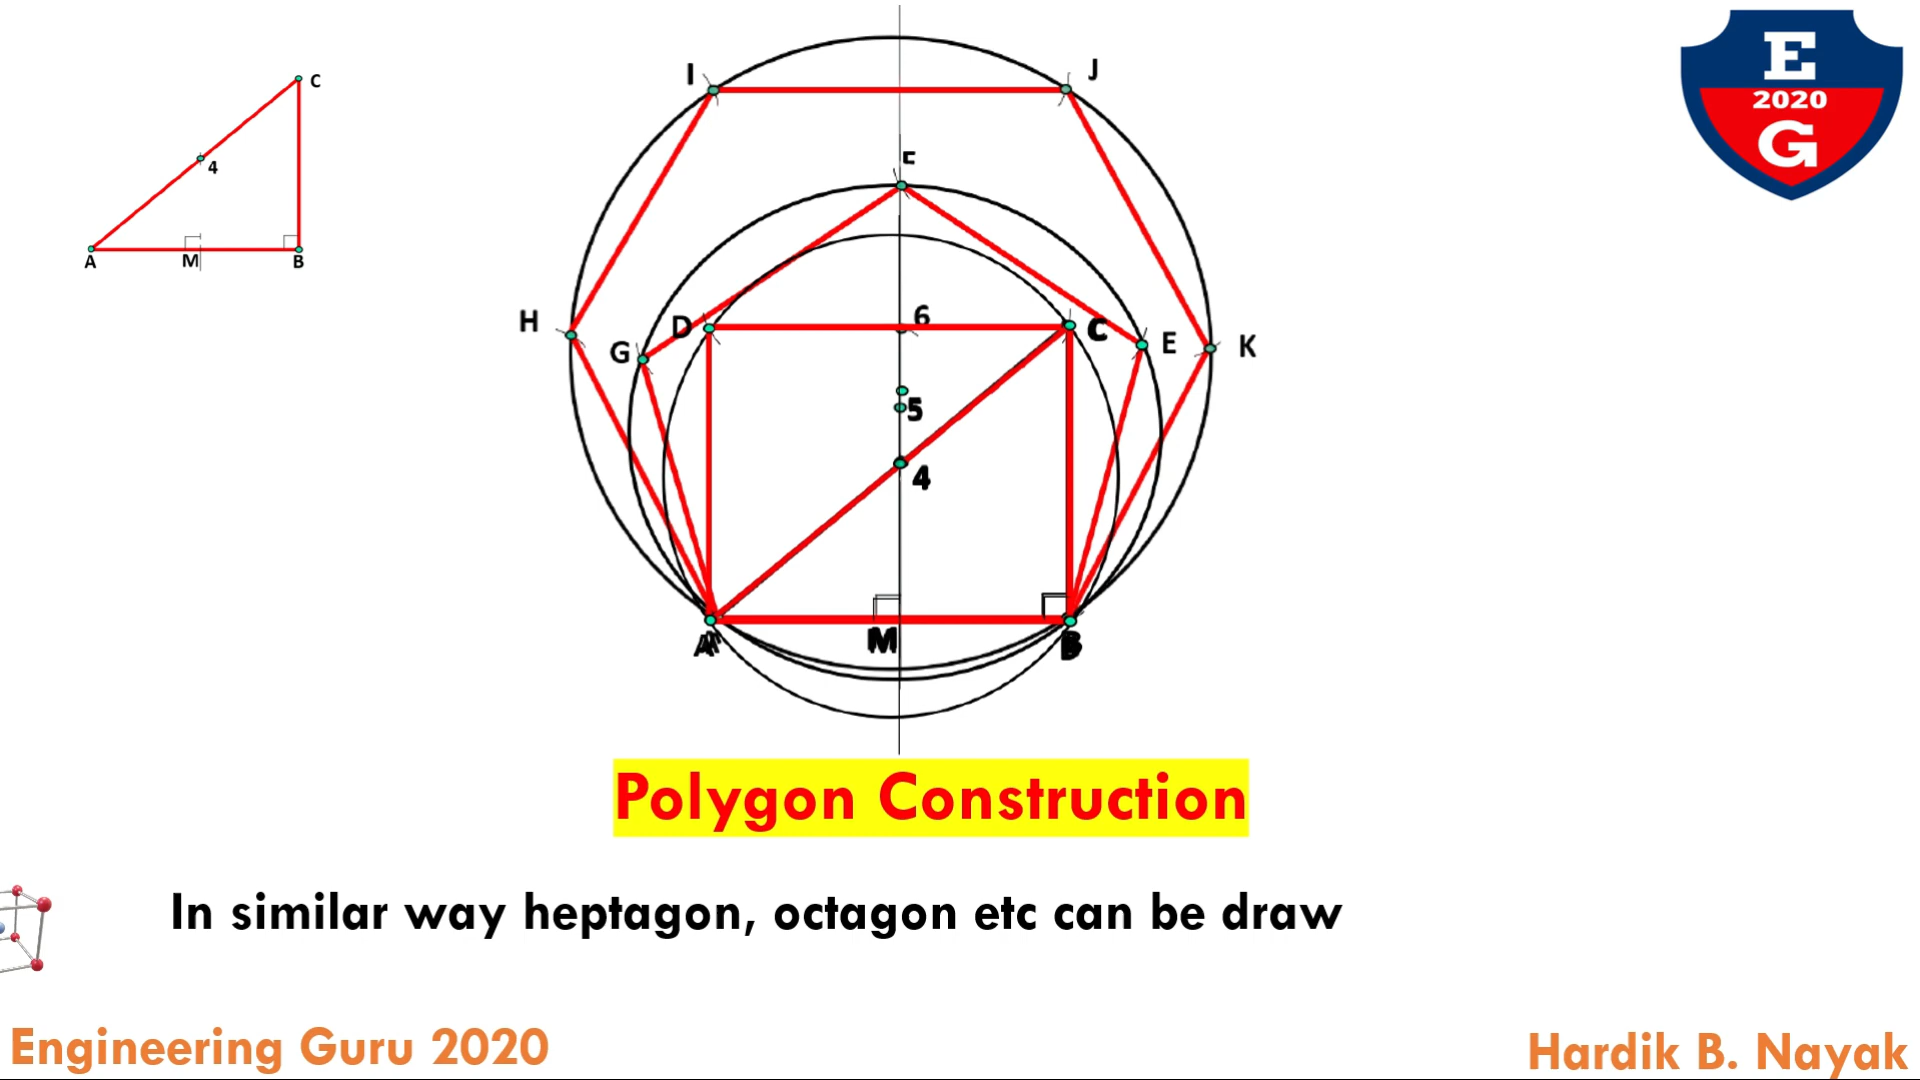 C
4
A
M
B
I
J
F
H
6
D
C
G
E
K
5
4
A
M
B
E
2020
G
Polygon Construction
In similar way heptagon, octagon etc can be draw
Engineering Guru 2020
Hardik B. Nayak